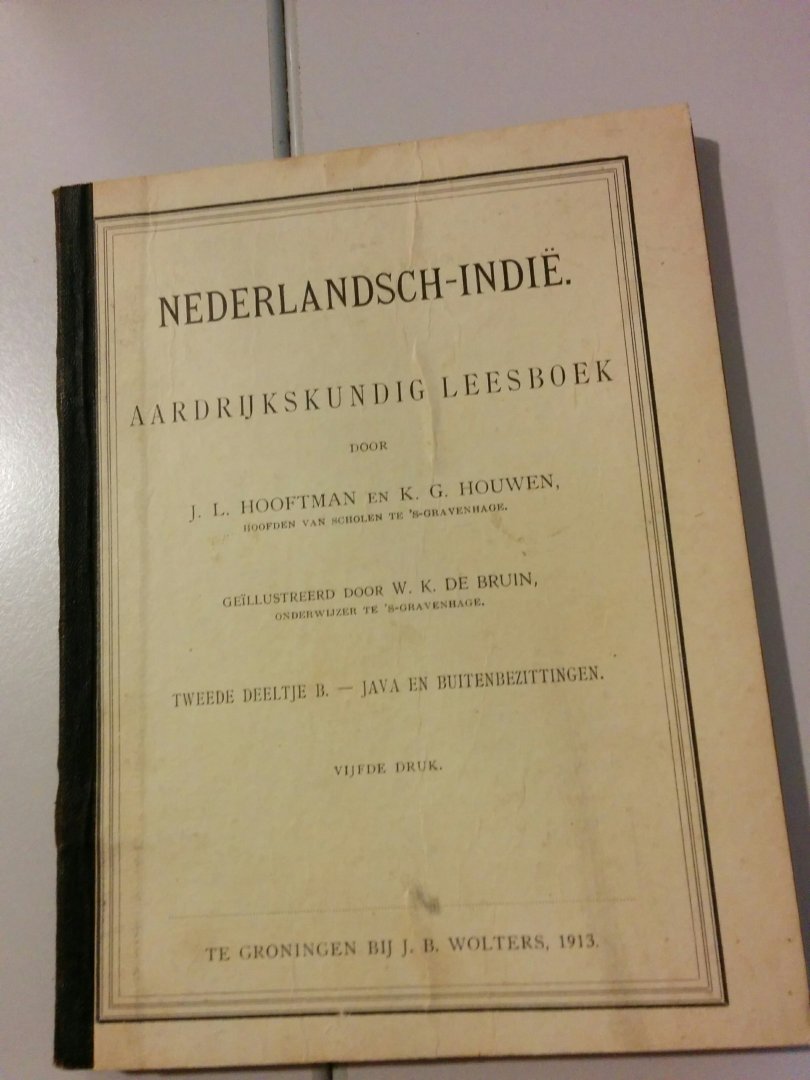 NEDERLANDSCH-INDIË.
AARDRIJKSKUNDIG LEESBOEK
DOOR
J. L. HOOFTMAN EN K. G. HOUWEN,
HOOFDEN VAN SCHOLEN TE 'S-GRAVENHAGE.
GEÏLLUSTREERD DOOR W. K. DE BRUIN,
ONDERWIJZER TE 'S-GRAVENHAGE.
TWEEDE DEELTJE B. — JAVA EN BUITENBEZITTINGEN.
VIJFDE DRUK.
TE GRONINGEN BIJ J. B. WOLTERS, 1913.